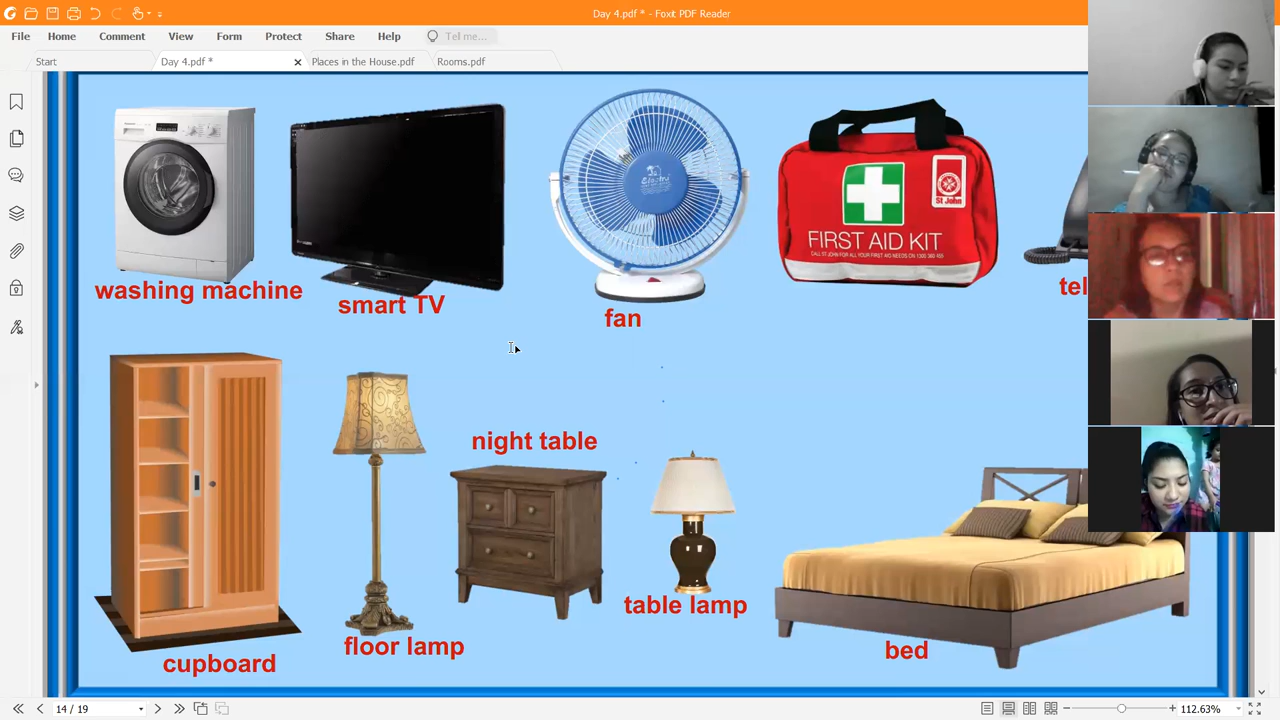 Day 4.pdf * - Foxit PDF Reader
File Home Comment View Form Protect Share Help Tell me...
Start Day 4.pdf * Places in the House.pdf Rooms.pdf
St John
FIRST AID KIT
washing machine
smart TV
fan
tel
night table
table lamp
floor lamp
bed
cupboard
14 / 19
112.63%